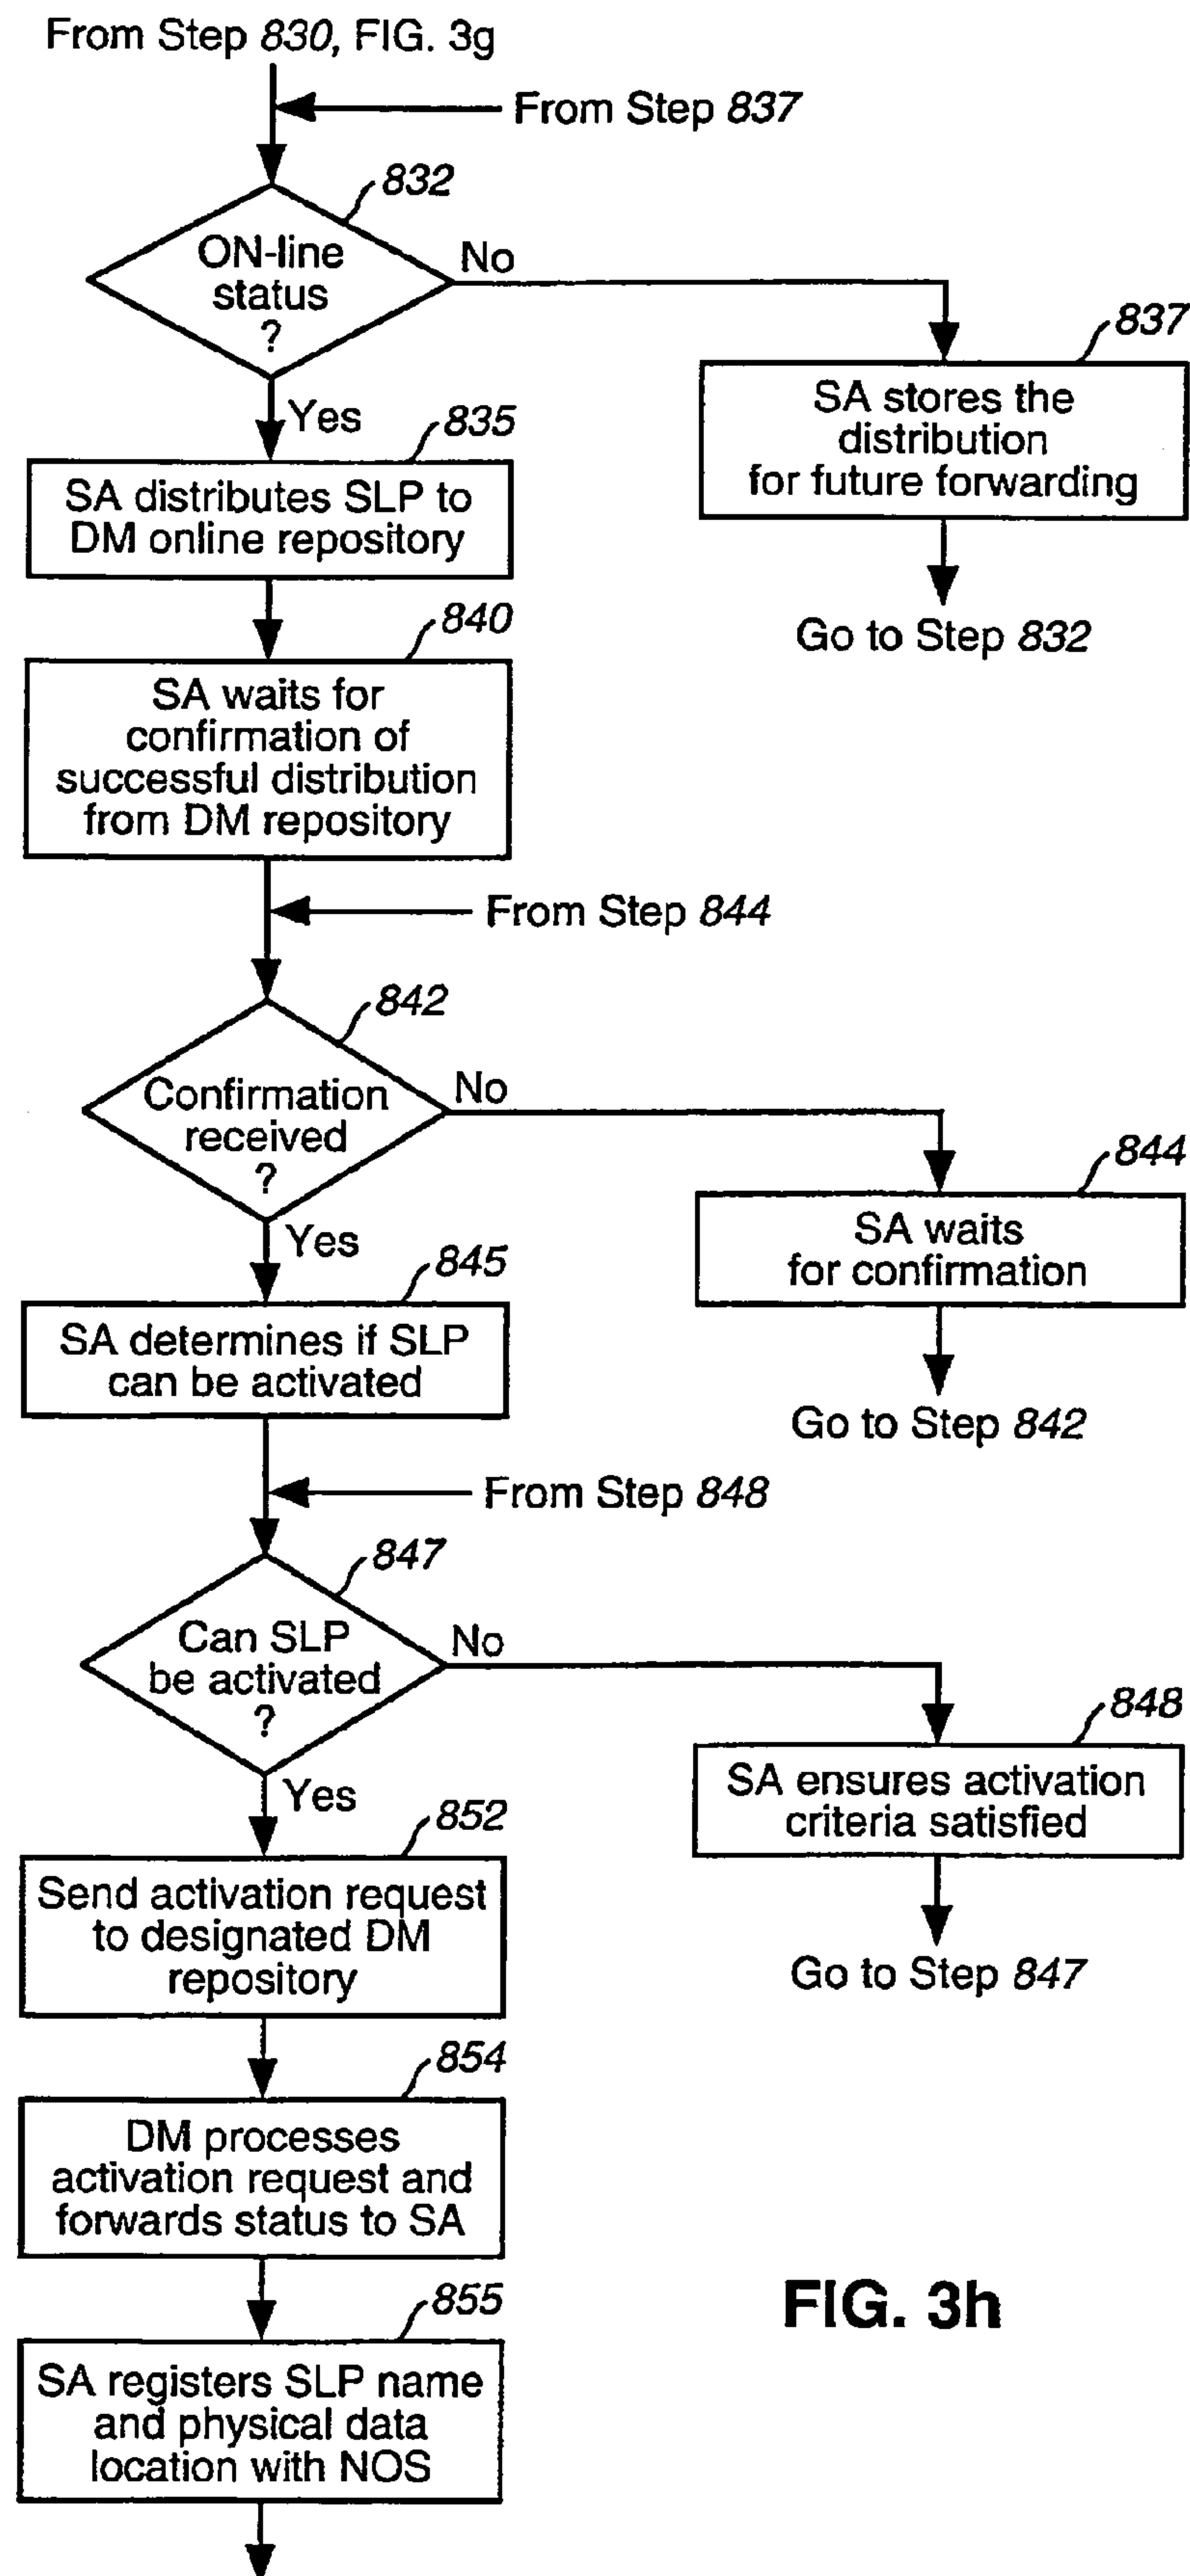 From Step 830, FIG. 3g
From Step 837
832
ON-line
status
?
No
Yes
837
SA stores the
distribution
for future forwarding
Go to Step 832
835
SA distributes SLP to
DM online repository
840
SA waits for
confirmation of
successful distribution
from DM repository
From Step 844
842
Confirmation
received
?
No
Yes
844
SA waits
for confirmation
Go to Step 842
845
SA determines if SLP
can be activated
From Step 848
847
Can SLP
be activated
?
No
Yes
848
SA ensures activation
criteria satisfied
Go to Step 847
852
Send activation request
to designated DM
repository
854
DM processes
activation request and
forwards status to SA
855
SA registers SLP name
and physical data
location with NOS
FIG. 3h